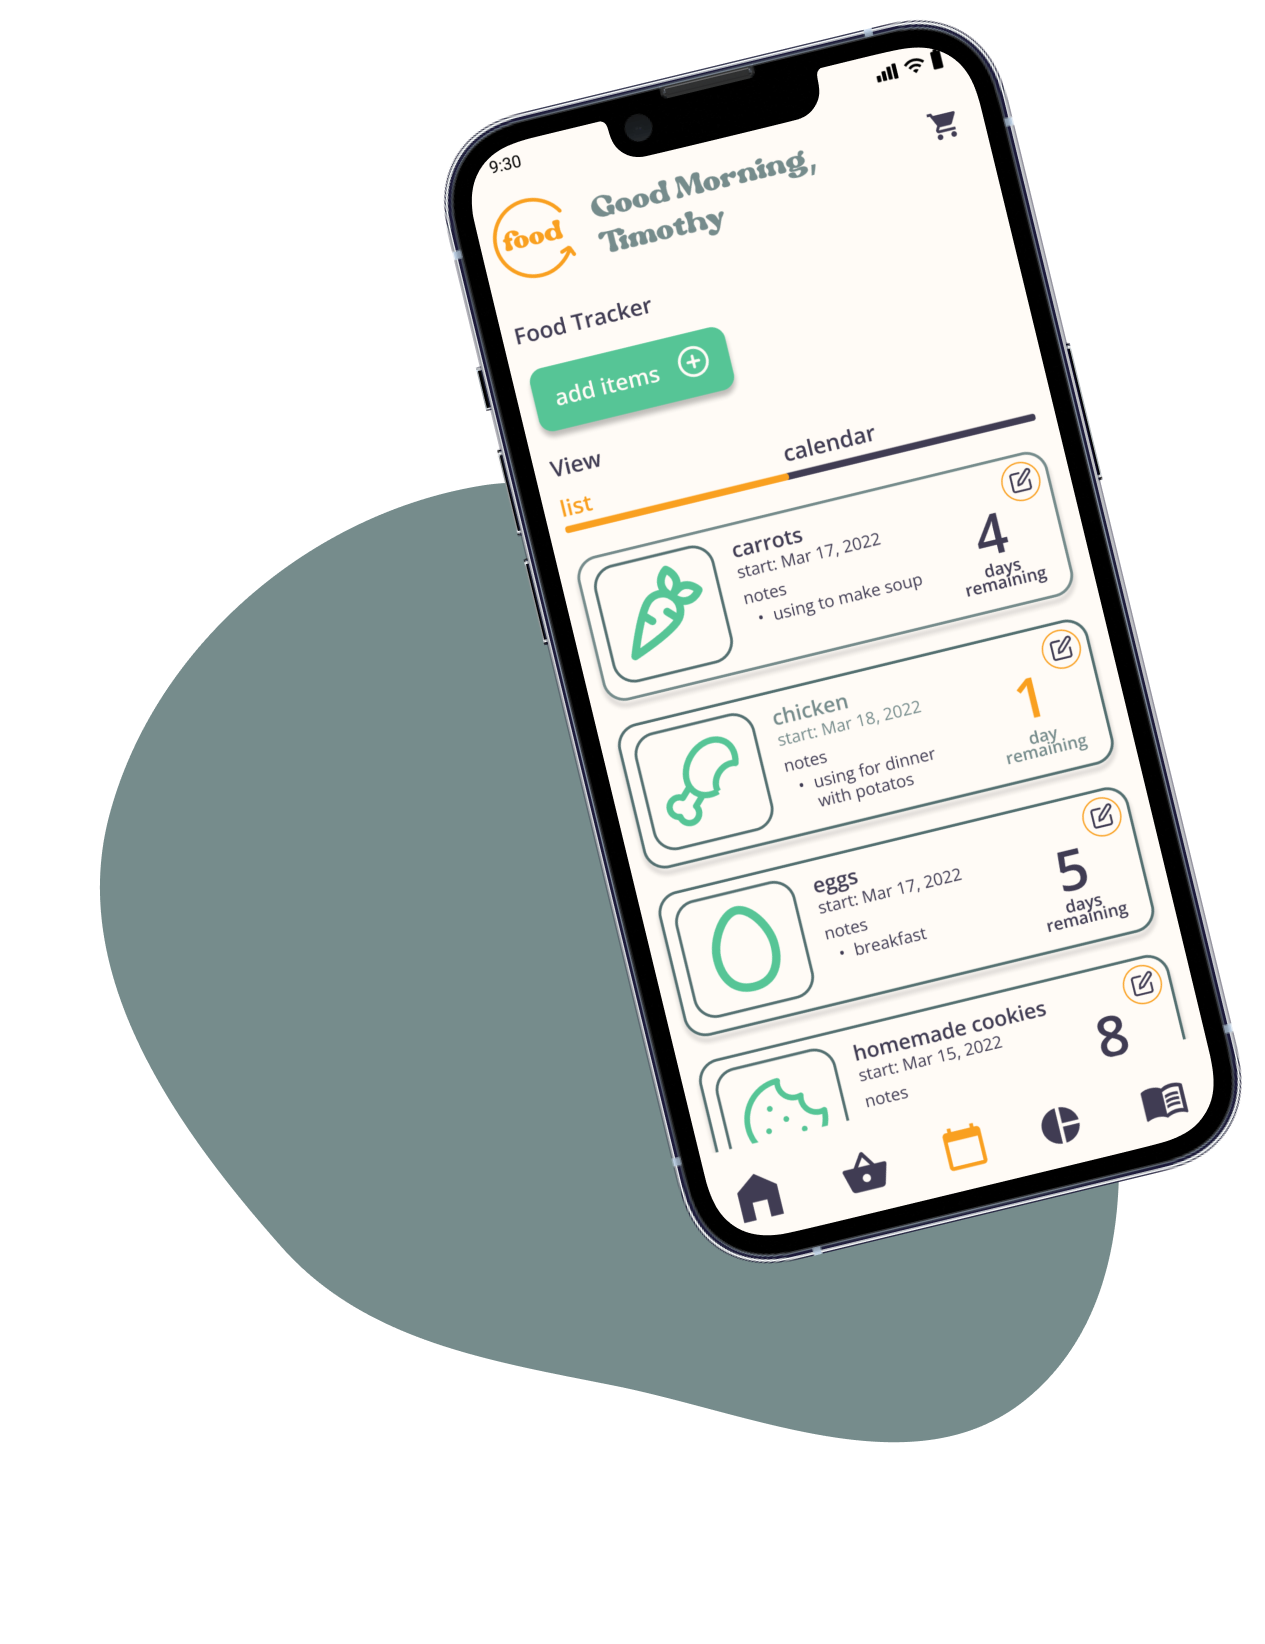 9:30
food
Good Morning,
Timothy
Food Tracker
add items
View
list
calendar
carrots
start: Mar 17, 2022
notes
• using to make soup
4
days
remaining
chicken
start: Mar 18, 2022
notes
• using for dinner
with potatos
1
day
remaining
eggs
start: Mar 17, 2022
notes
• breakfast
5
days
remaining
homemade cookies
start: Mar 15, 2022
notes
8